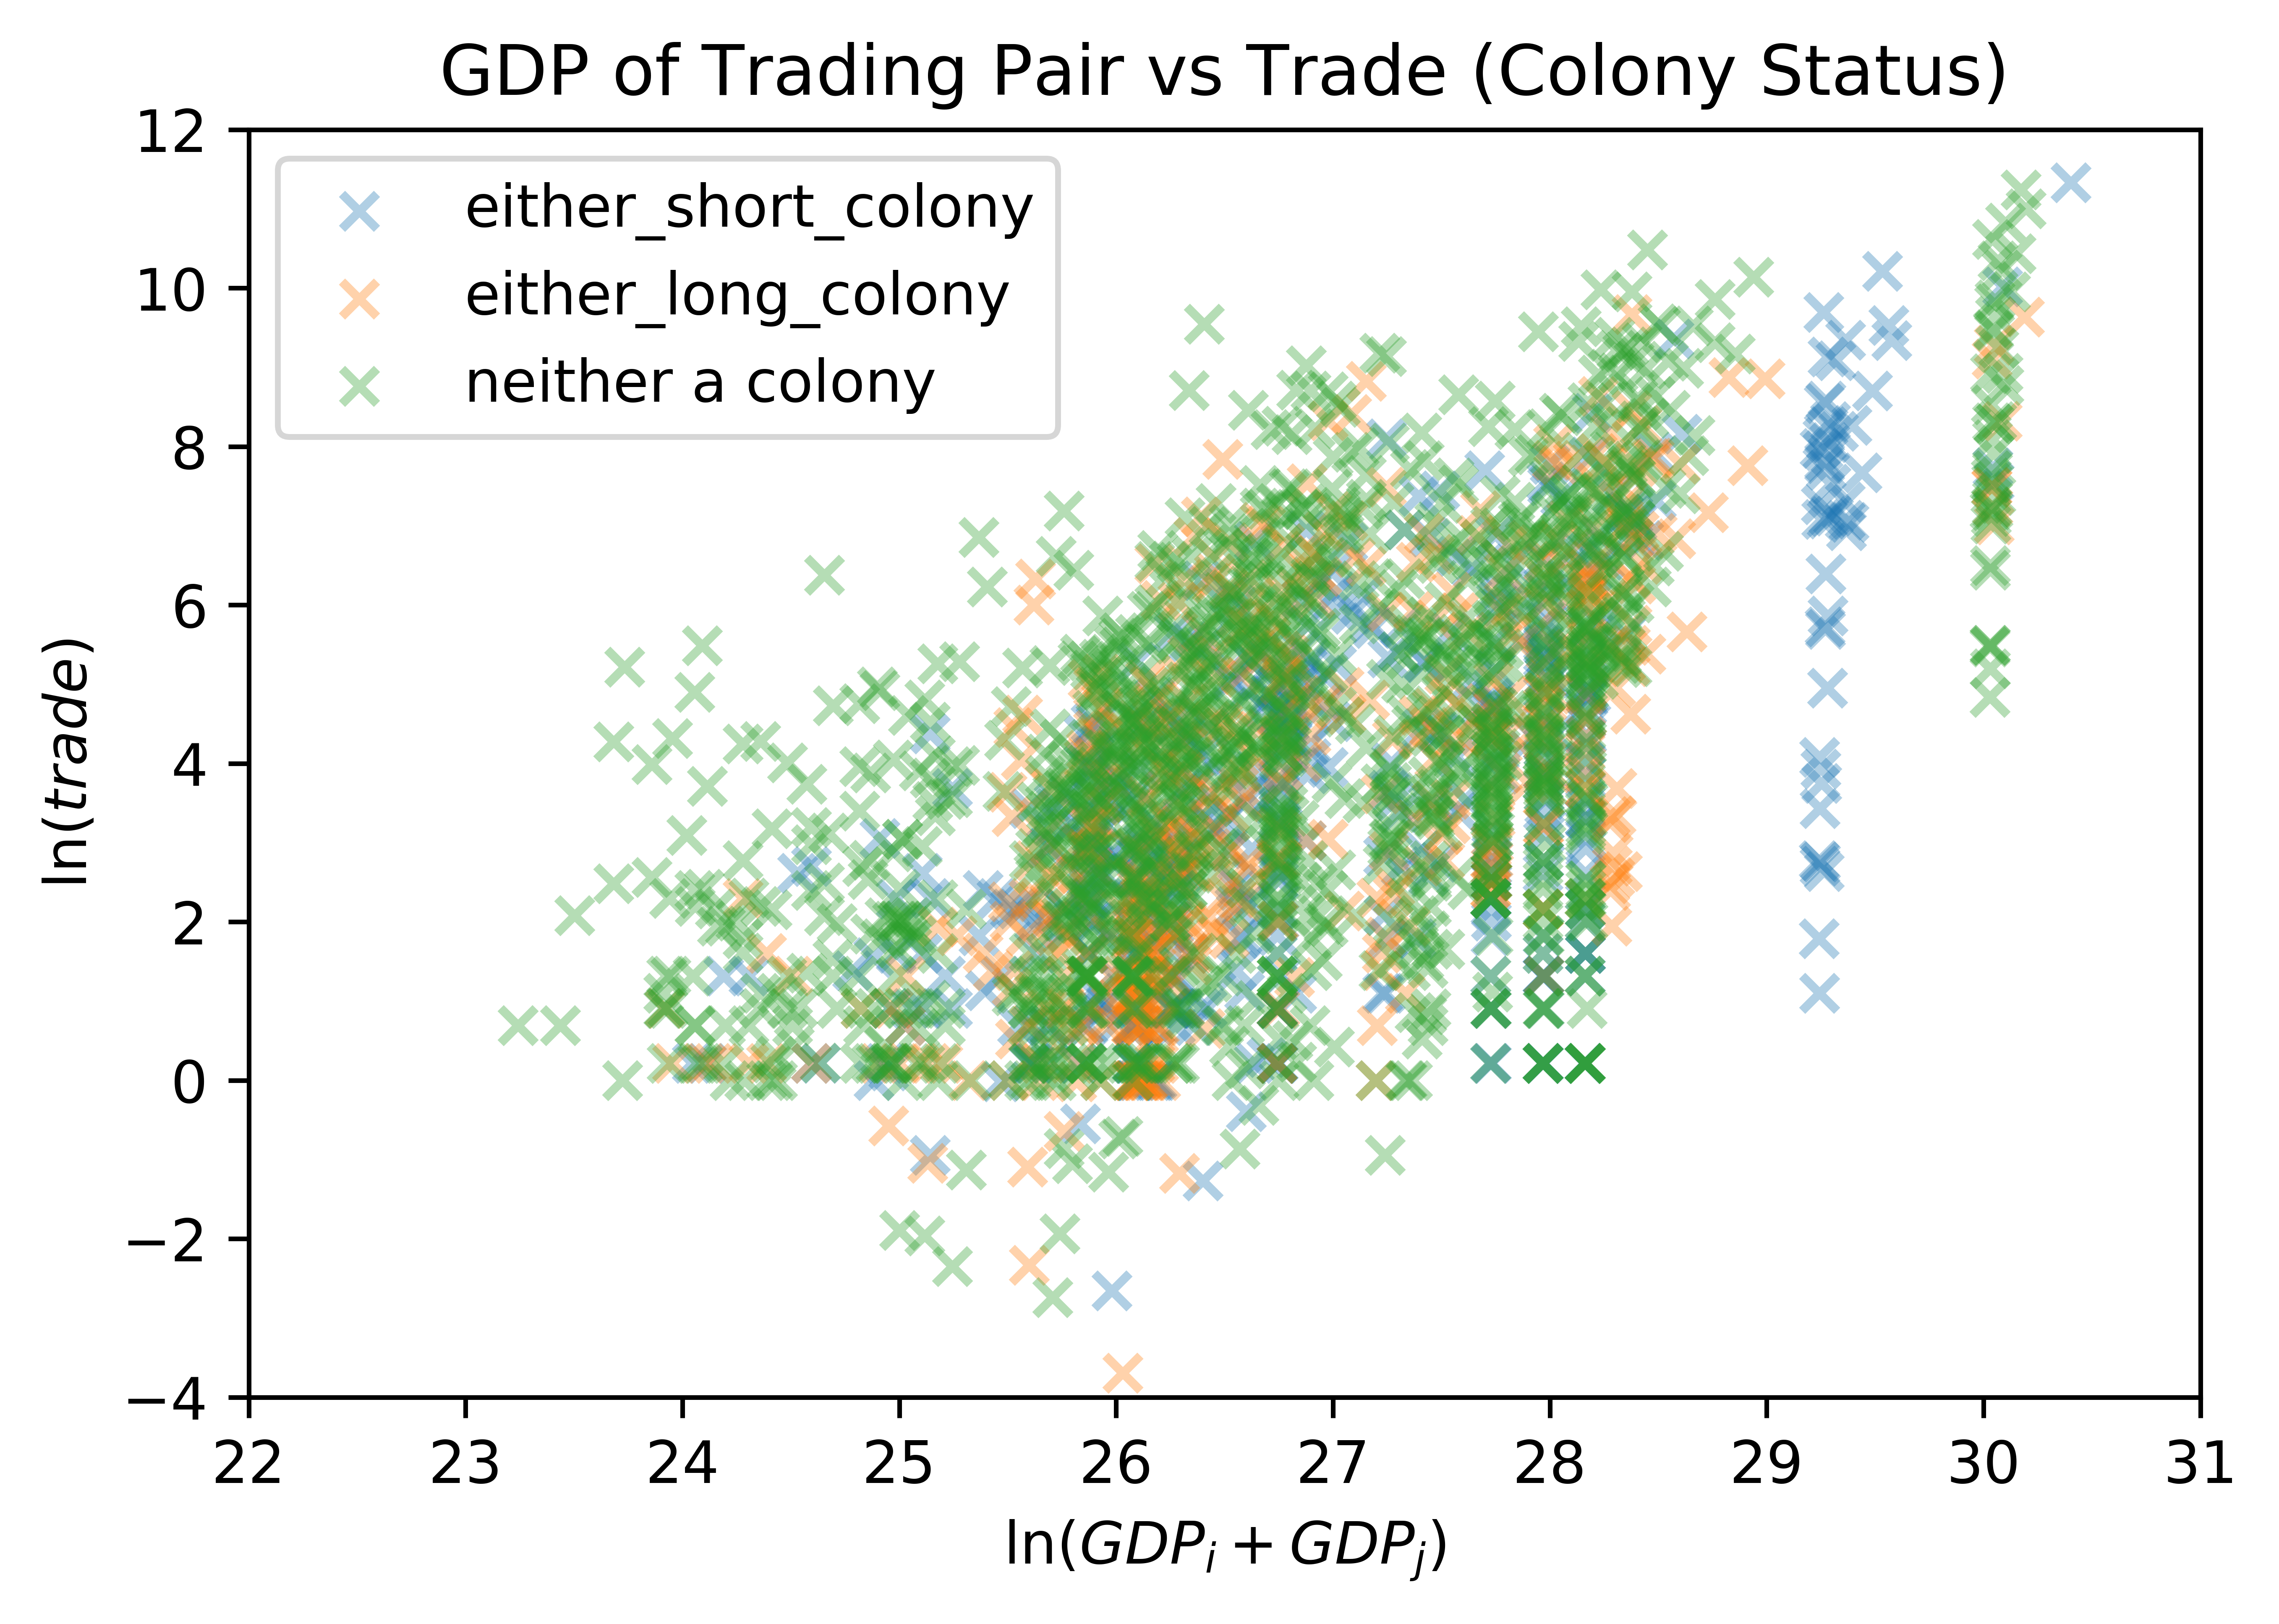 GDP of Trading Pair vs Trade (Colony Status)
either_short_colony
either_long_colony
neither a colony
12
10
8
6
4
2
0
−2
−4
ln(trade)
22 23 24 25 26 27 28 29 30 31
ln(GDPᵢ + GDPⱼ)